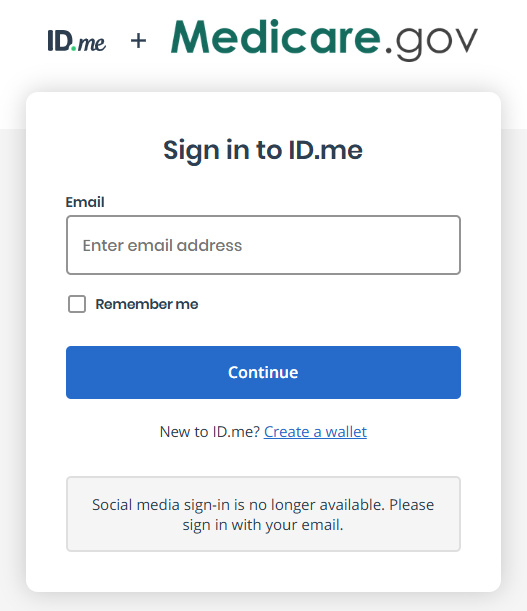 ID.me + Medicare.gov
Sign in to ID.me
Email
Enter email address
Remember me
Continue
New to ID.me? Create a wallet
Social media sign-in is no longer available. Please
sign in with your email.